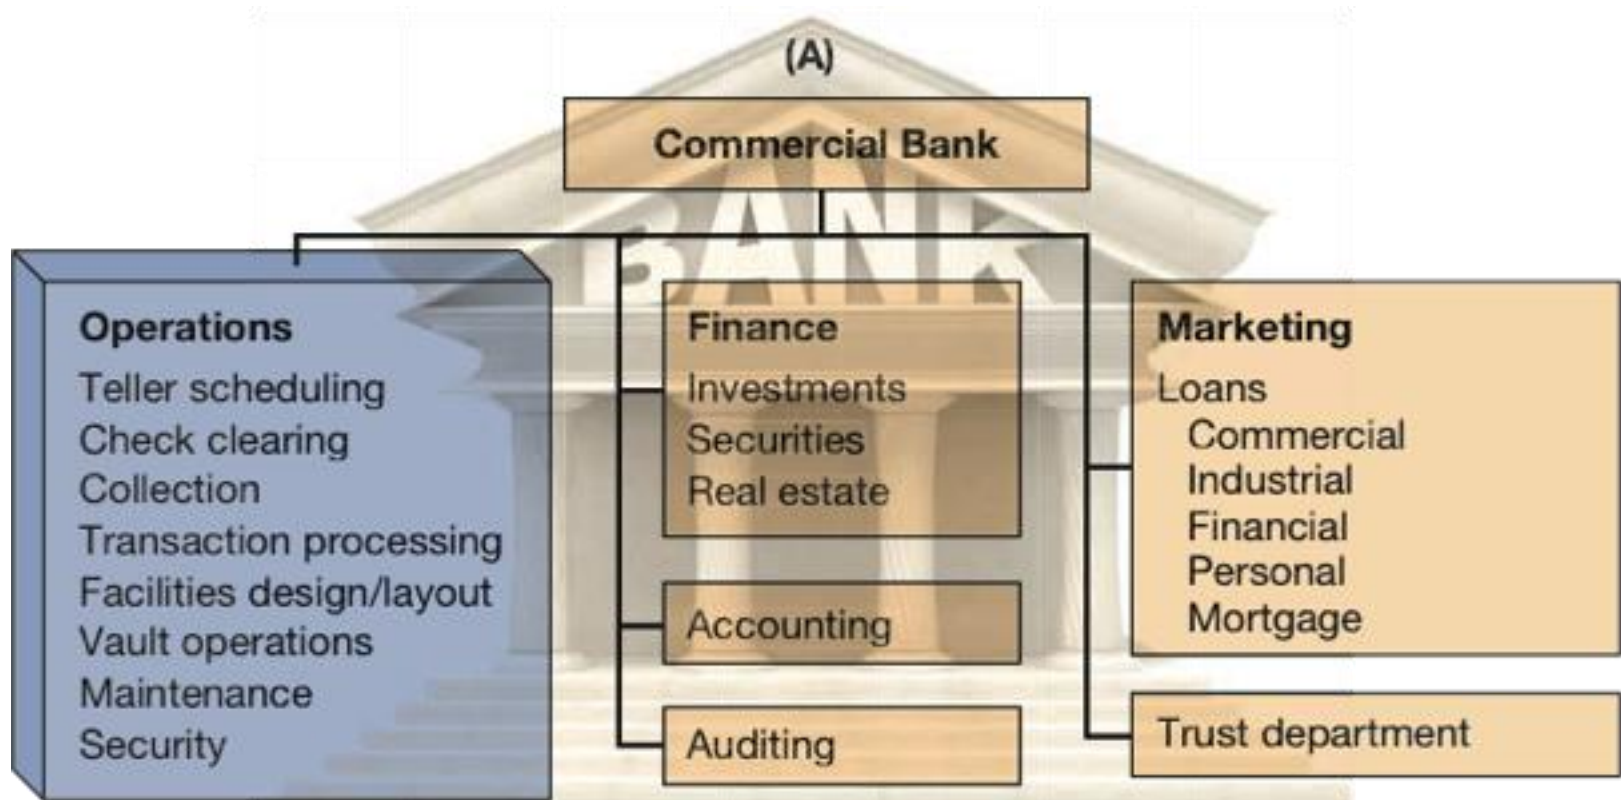 (A)
Commercial Bank
BANK
Operations
Teller scheduling
Check clearing
Collection
Transaction processing
Facilities design/layout
Vault operations
Maintenance
Security
Finance
Investments
Securities
Real estate
Accounting
Auditing
Marketing
Loans
Commercial
Industrial
Financial
Personal
Mortgage
Trust department